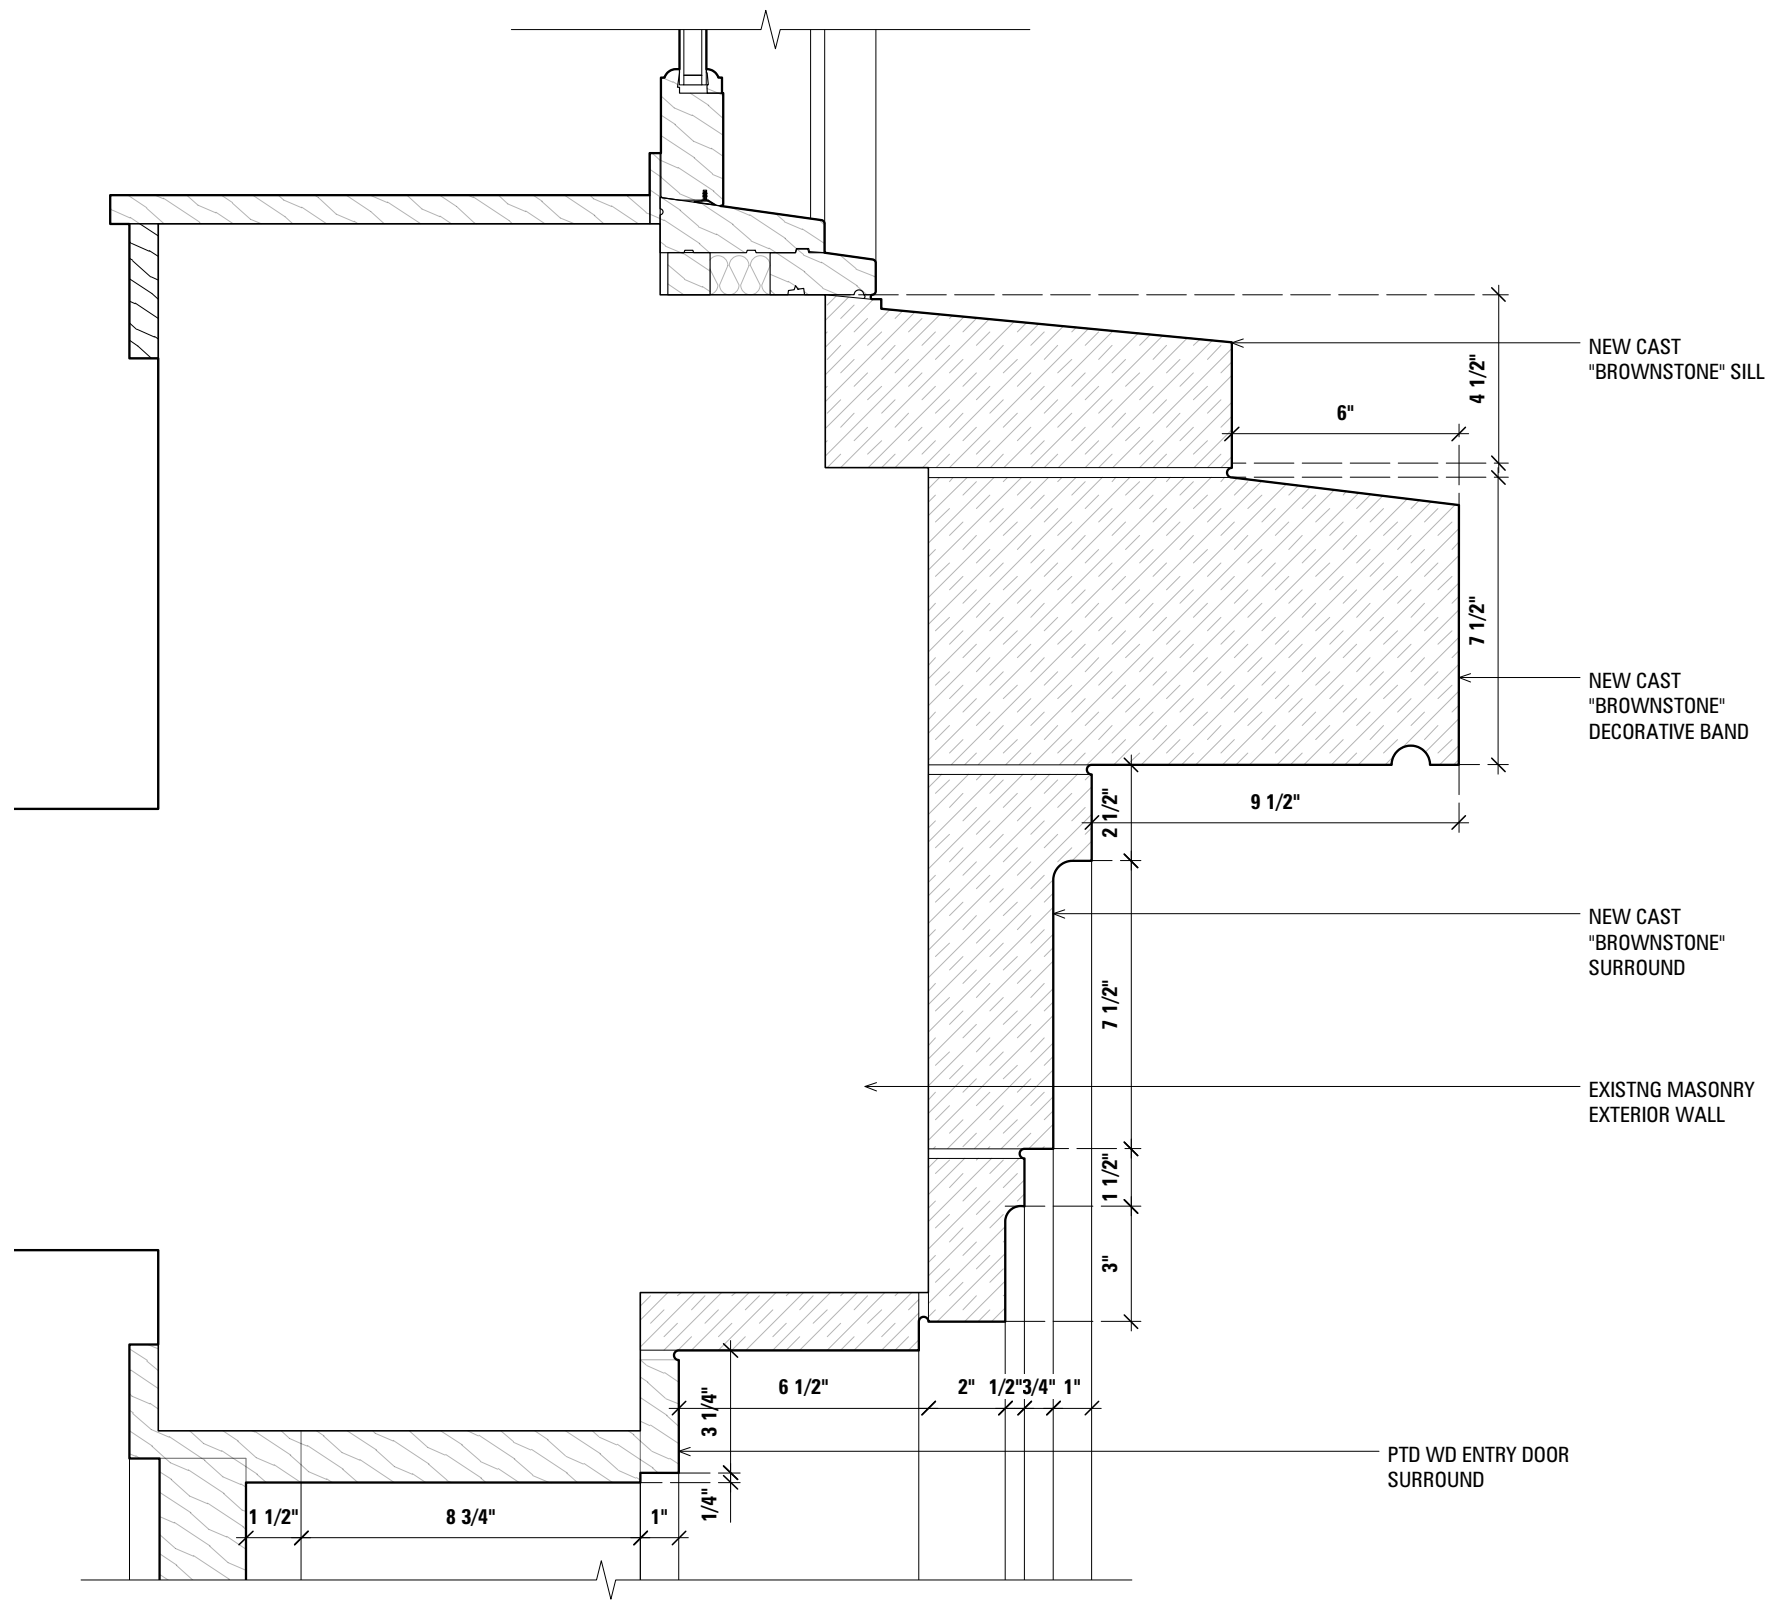 NEW CAST
"BROWNSTONE" SILL
4 1/2"
6"
7 1/2"
NEW CAST
"BROWNSTONE"
DECORATIVE BAND
2 1/2"
9 1/2"
NEW CAST
"BROWNSTONE"
SURROUND
7 1/2"
EXISTNG MASONRY
EXTERIOR WALL
1 1/2"
3"
6 1/2" 2" 1/2" 3/4" 1"
3 1/4"
PTD WD ENTRY DOOR
SURROUND
1/4"
1 1/2" 8 3/4" 1"